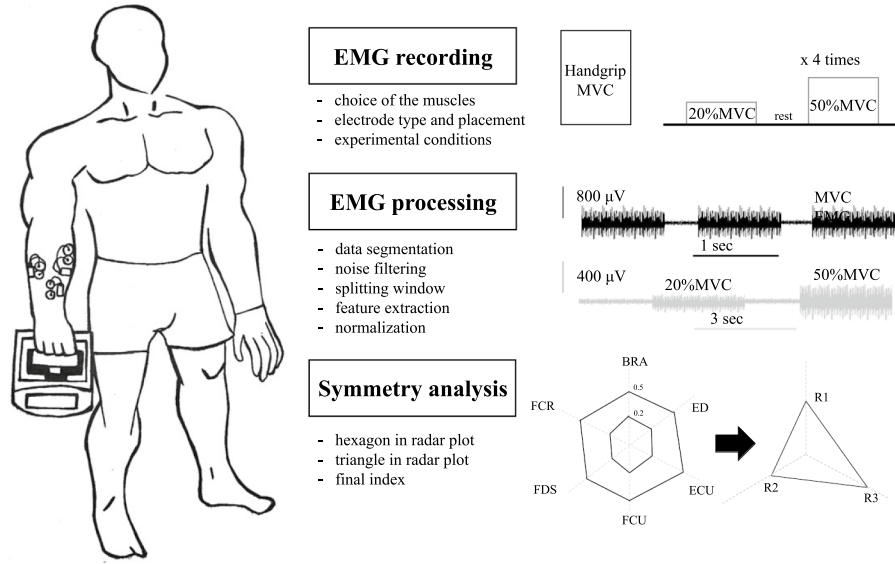 EMG recording
- choice of the muscles
- electrode type and placement
- experimental conditions
Handgrip
MVC
x 4 times
20%MVC
rest
50%MVC
EMG processing
- data segmentation
- noise filtering
- splitting window
- feature extraction
- normalization
800 μV
MVC
EMG
1 sec
400 μV
20%MVC
50%MVC
3 sec
Symmetry analysis
- hexagon in radar plot
- triangle in radar plot
- final index
BRA
0.5
0.2
ED
ECU
FCU
FDS
FCR
R1
R2
R3